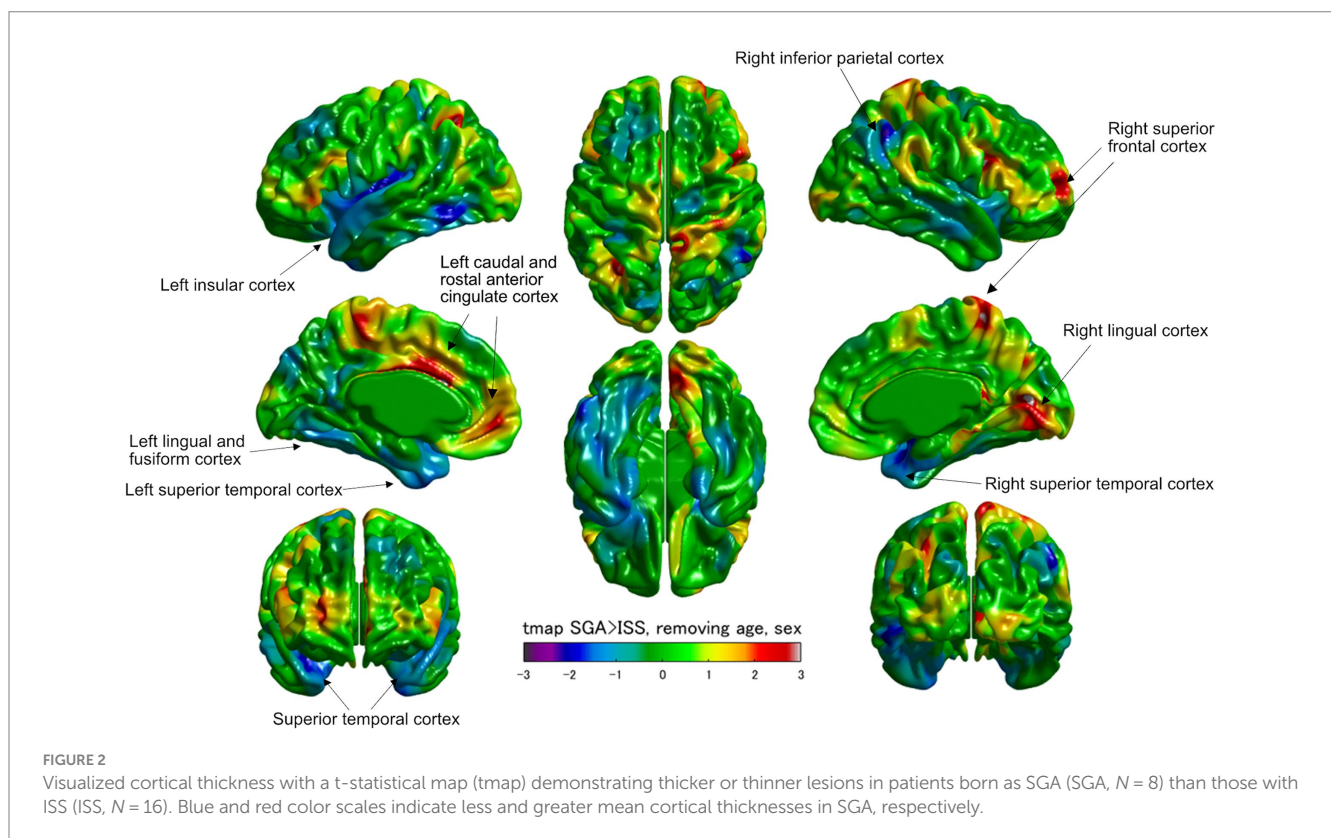 Right inferior parietal cortex
Right superior
frontal cortex
Left insular cortex
Left caudal and
rostal anterior
cingulate cortex
Right lingual cortex
Left lingual and
fusiform cortex
Left superior temporal cortex
Right superior temporal cortex
tmap SGA>ISS, removing age, sex
-3 -2 -1 0 1 2 3
Superior temporal cortex
FIGURE 2
Visualized cortical thickness with a t-statistical map (tmap) demonstrating thicker or thinner lesions in patients born as SGA (SGA, N = 8) than those with
ISS (ISS, N = 16). Blue and red color scales indicate less and greater mean cortical thicknesses in SGA, respectively.